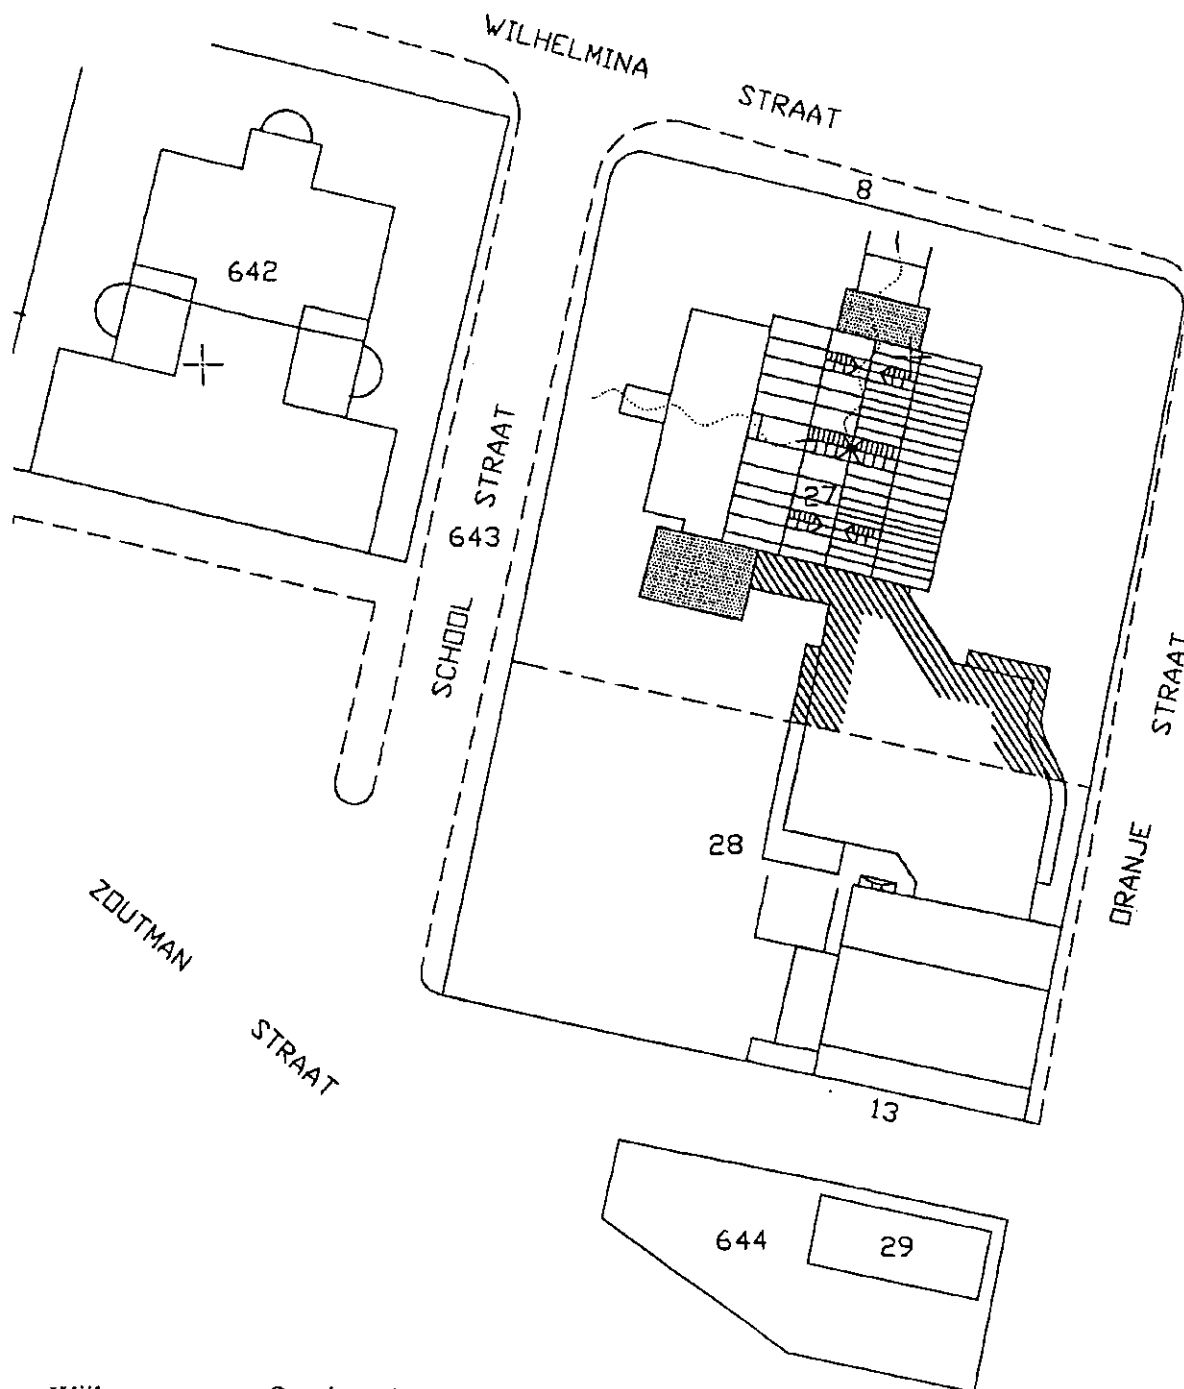 WILHELMINA
STRAAT
8
642
27
SCHOOL STRAAT
643
ORANJE STRAAT
28
ZOUTMAN
STRAAT
13
644
29